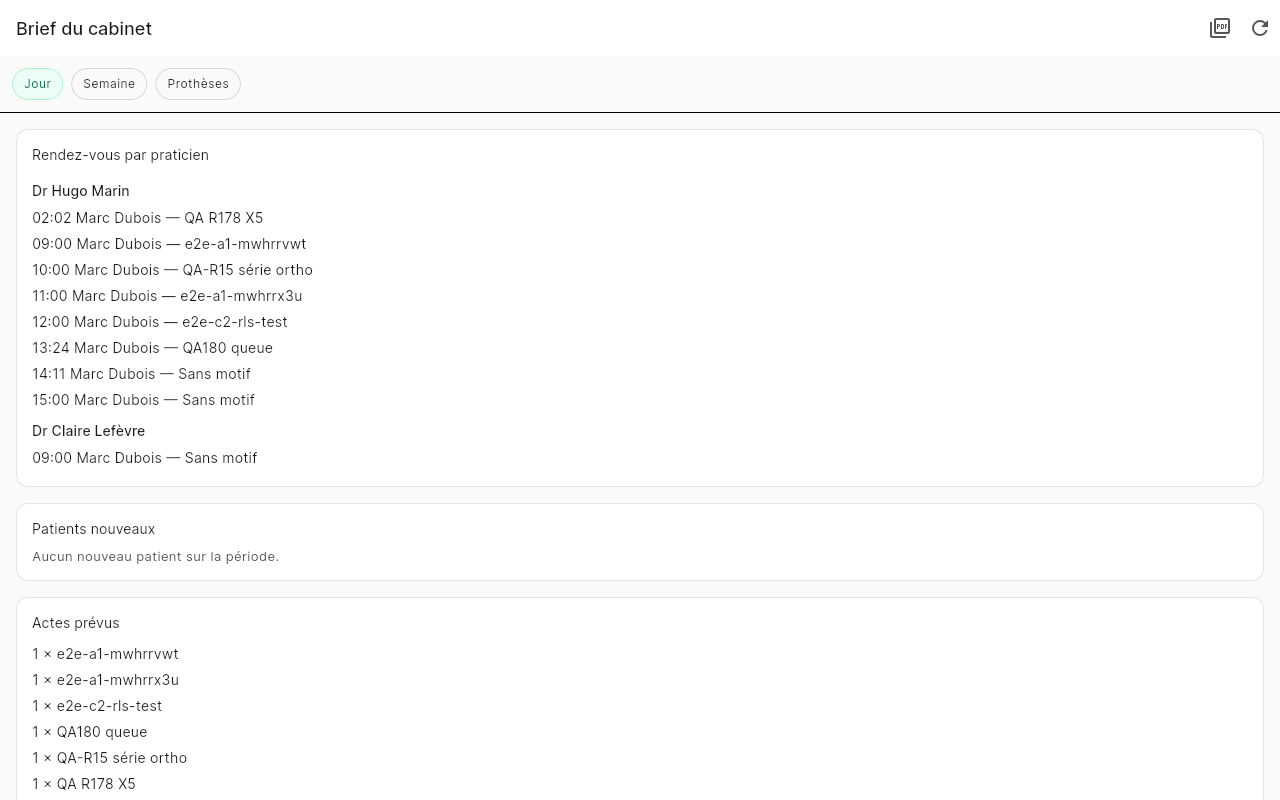 Brief du cabinet
PDF
Jour
Semaine
Prothèses
Rendez-vous par praticien
Dr Hugo Marin
02:02 Marc Dubois — QA R178 X5
09:00 Marc Dubois — e2e-a1-mwhrrvwt
10:00 Marc Dubois — QA-R15 série ortho
11:00 Marc Dubois — e2e-a1-mwhrrx3u
12:00 Marc Dubois — e2e-c2-rls-test
13:24 Marc Dubois — QA180 queue
14:11 Marc Dubois — Sans motif
15:00 Marc Dubois — Sans motif
Dr Claire Lefèvre
09:00 Marc Dubois — Sans motif
Patients nouveaux
Aucun nouveau patient sur la période.
Actes prévus
1 × e2e-a1-mwhrrvwt
1 × e2e-a1-mwhrrx3u
1 × e2e-c2-rls-test
1 × QA180 queue
1 × QA-R15 série ortho
1 × QA R178 X5